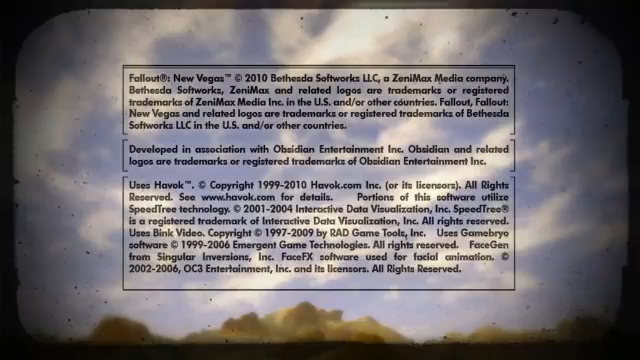 Fallout®: New Vegas™ © 2010 Bethesda Softworks LLC, a ZeniMax Media company.
Bethesda Softworks, ZeniMax and related logos are trademarks or registered
trademarks of ZeniMax Media Inc. in the U.S. and/or other countries. Fallout, Fallout:
New Vegas and related logos are trademarks or registered trademarks of Bethesda
Softworks LLC in the U.S. and/or other countries.
Developed in association with Obsidian Entertainment Inc. Obsidian and related
logos are trademarks or registered trademarks of Obsidian Entertainment Inc.
Uses Havok™. © Copyright 1999-2010 Havok.com Inc. (or its licensors). All Rights
Reserved. See www.havok.com for details. Portions of this software utilize
SpeedTree technology. © 2001-2004 Interactive Data Visualization, Inc. SpeedTree®
is a registered trademark of Interactive Data Visualization, Inc. All rights reserved.
Uses Bink Video. Copyright © 1997-2009 by RAD Game Tools, Inc. Uses Gamebryo
software © 1999-2006 Emergent Game Technologies. All rights reserved. FaceGen
from Singular Inversions, Inc. FaceFX software used for facial animation. ©
2002-2006, OC3 Entertainment, Inc. and its licensors. All Rights Reserved.